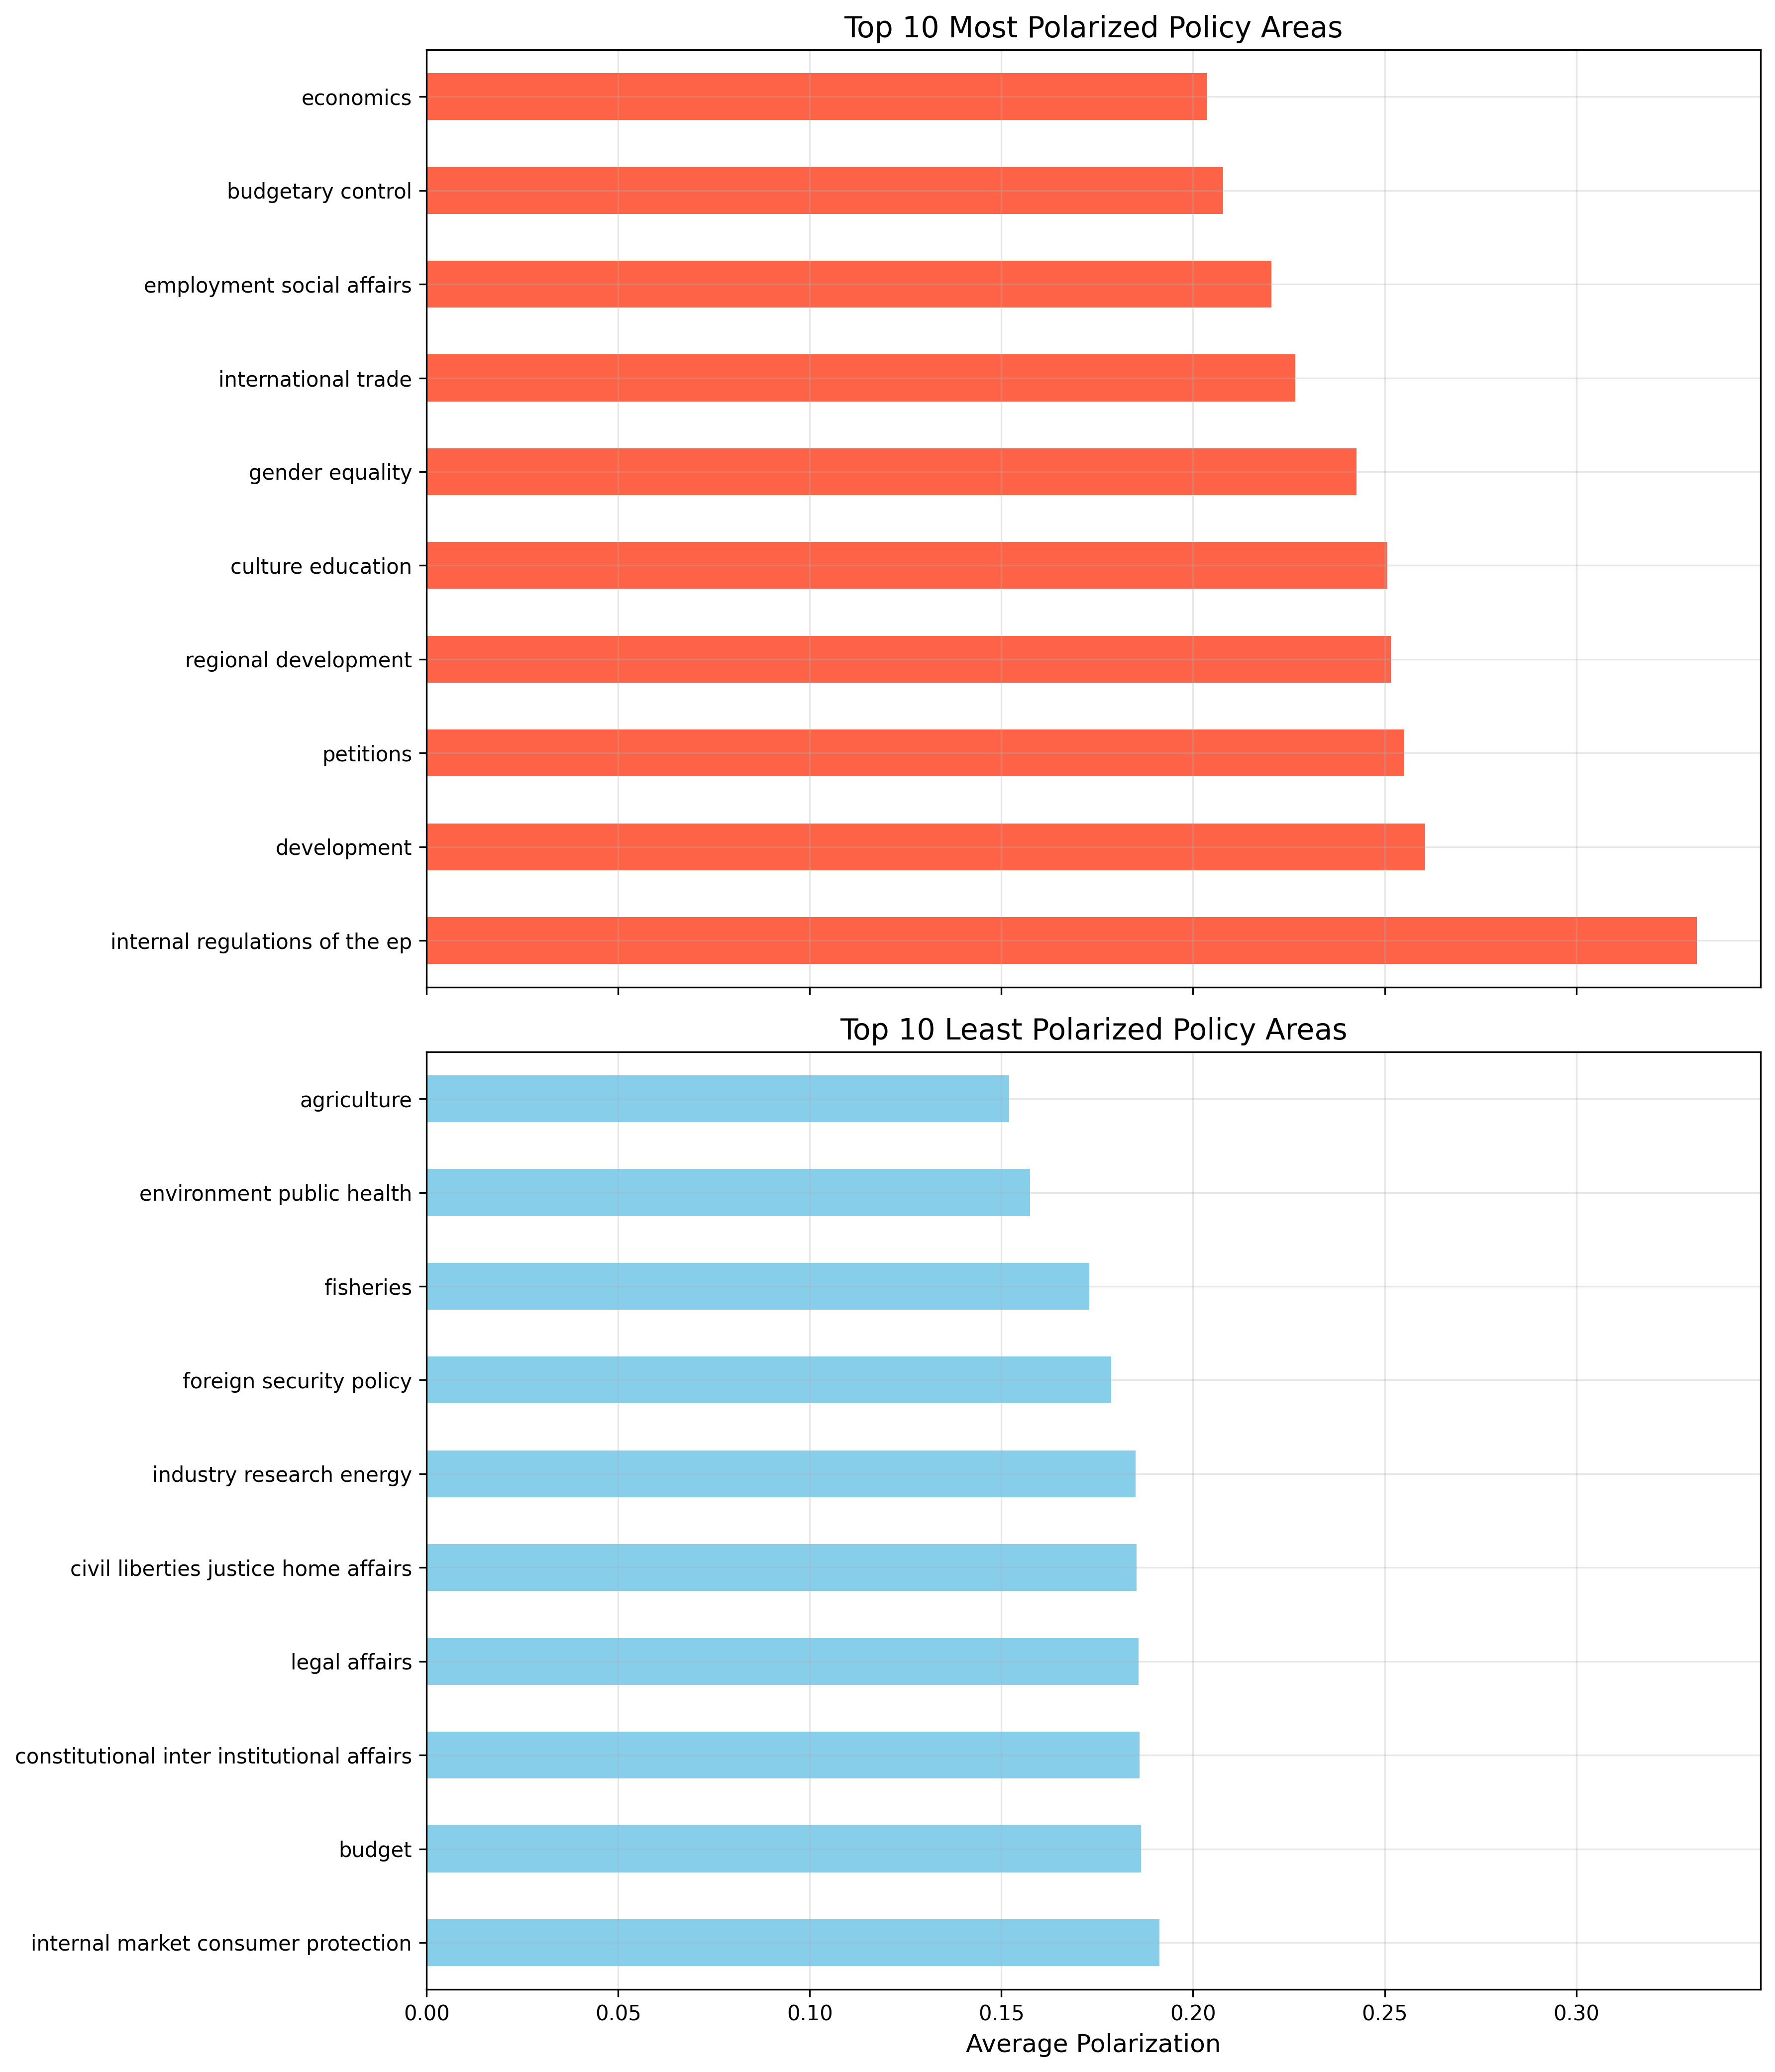 Top 10 Most Polarized Policy Areas
economics
budgetary control
employment social affairs
international trade
gender equality
culture education
regional development
petitions
development
internal regulations of the ep
Top 10 Least Polarized Policy Areas
agriculture
environment public health
fisheries
foreign security policy
industry research energy
civil liberties justice home affairs
legal affairs
constitutional inter institutional affairs
budget
internal market consumer protection
0.00 0.05 0.10 0.15 0.20 0.25 0.30
Average Polarization